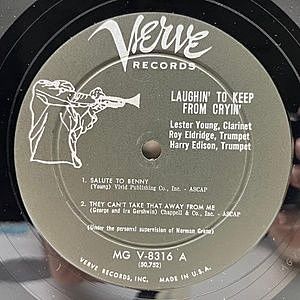 Verve
RECORDS
LAUGHIN' TO KEEP
FROM CRYIN'
Lester Young, Clarinet
Roy Eldridge, Trumpet
Harry Edison, Trumpet
1. SALUTE TO BENNY
(Young) Vivid Publishing Co., Inc. - ASCAP
2. THEY CAN'T TAKE THAT AWAY FROM ME
(George and Ira Gershwin) Chappell & Co., Inc. - ASCAP
(Under the personal supervision of Norman Granz)
MG V-8316 A
(50,752)
VERVE RECORDS, INC. MADE IN U.S.A.